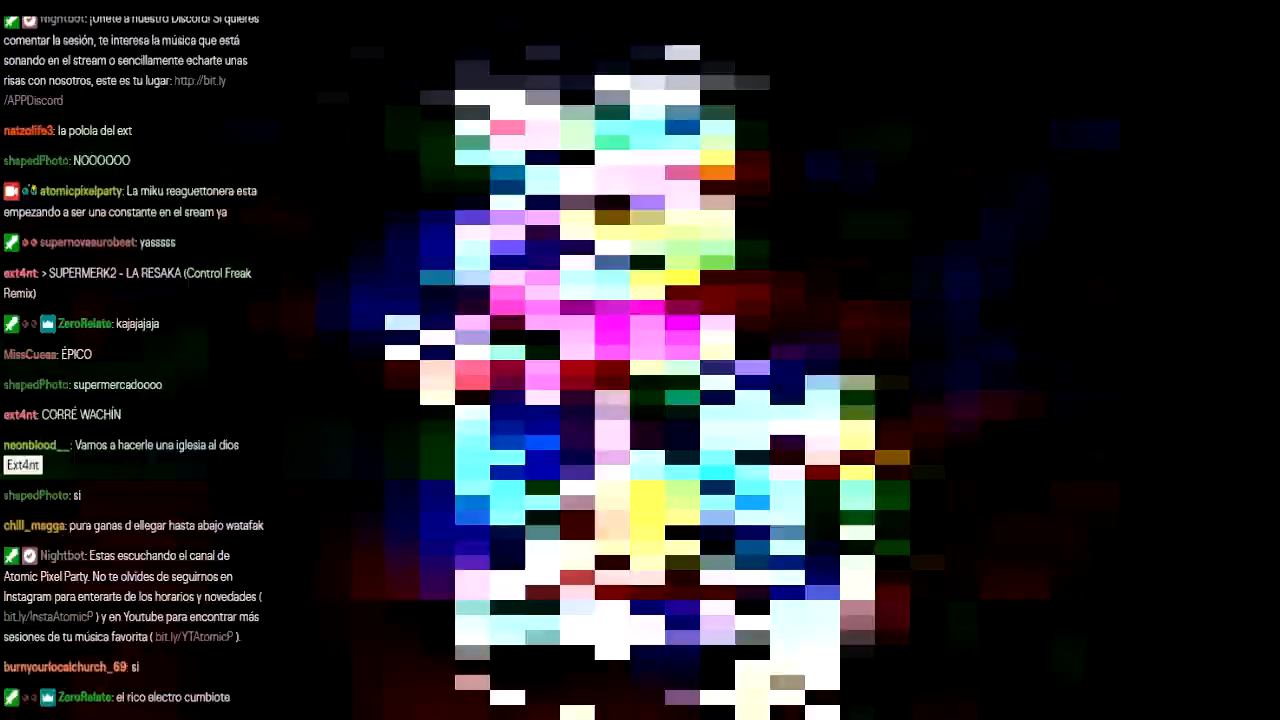 Nightbot: ¡Únete a nuestro Discord! Si quieres
comentar la sesión, te interesa la música que está
sonando en el stream o sencillamente echarte unas
risas con nosotros, este es tu lugar: http://bit.ly
/APPDiscord
natzolife3: la polola del ext
shapedPhoto: NOOOOOO
atomicpixelparty: La miku reaguettonera esta
empezando a ser una constante en el sream ya
supernovaeurobeat: yasssss
ext4nt: > SUPERMERK2 - LA RESAKA (Control Freak
Remix)
ZeroRelato: kajajajaja
MissCueas: ÉPICO
shapedPhoto: supermercadoooo
ext4nt: CORRÉ WACHÍN
neonblood__: Vamos a hacerle una iglesia al dios
Ext4nt
shapedPhoto: si
chill_magga: pura ganas d ellegar hasta abajo watafak
Nightbot: Estas escuchando el canal de
Atomic Pixel Party. No te olvides de seguirnos en
Instagram para enterarte de los horarios y novedades (
bit.ly/InstaAtomicP ) y en Youtube para encontrar más
sesiones de tu música favorita ( bit.ly/YTAtomicP ).
burnyourlocalchurch_69: si
ZeroRelato: el rico electro cumbiote